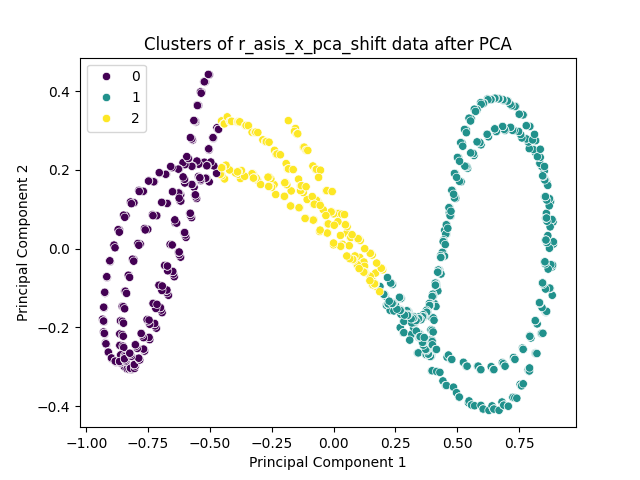 Clusters of r_asis_x_pca_shift data after PCA
0
1
2
0.4
0.2
0.0
−0.2
−0.4
Principal Component 2
−1.00 −0.75 −0.50 −0.25 0.00 0.25 0.50 0.75
Principal Component 1